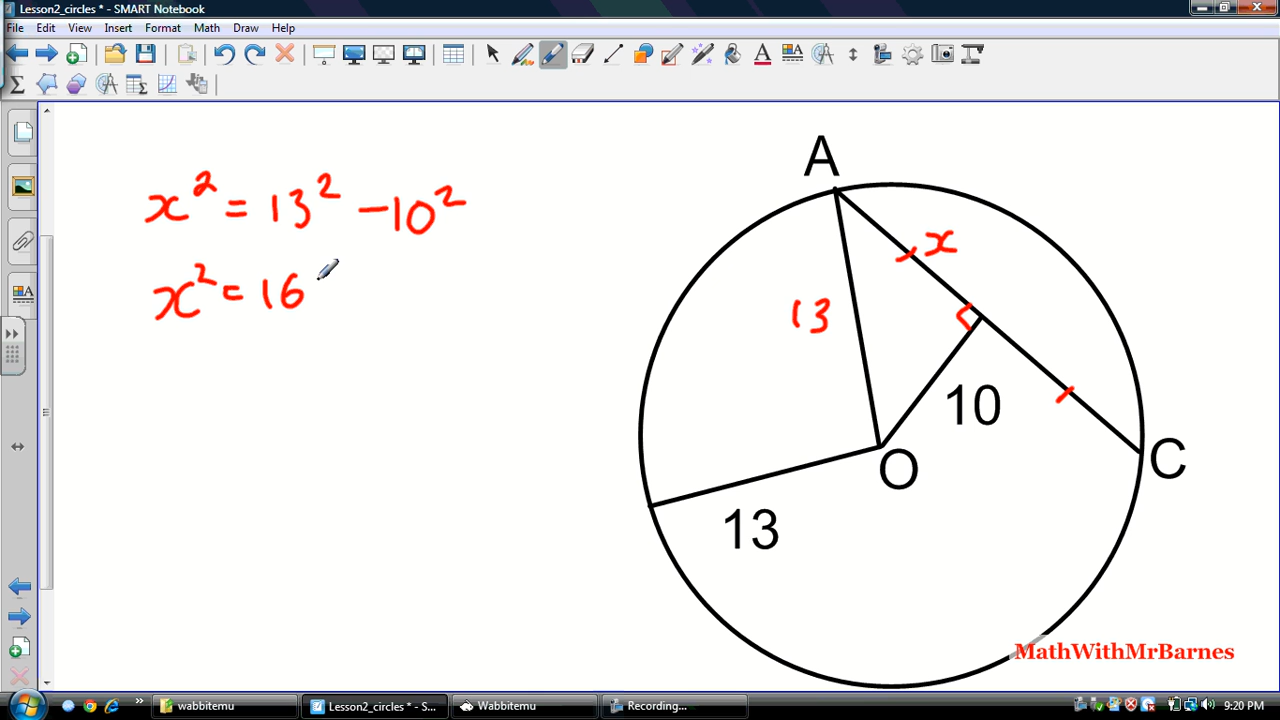 Lesson2_circles * - SMART Notebook
File Edit View Insert Format Math Draw Help
x² = 13² - 10²
x² = 16
A
x
13
10
O
C
13
MathWithMrBarnes
wabbitemu
Lesson2_circles * - S...
Wabbitemu
Recording...
9:20 PM